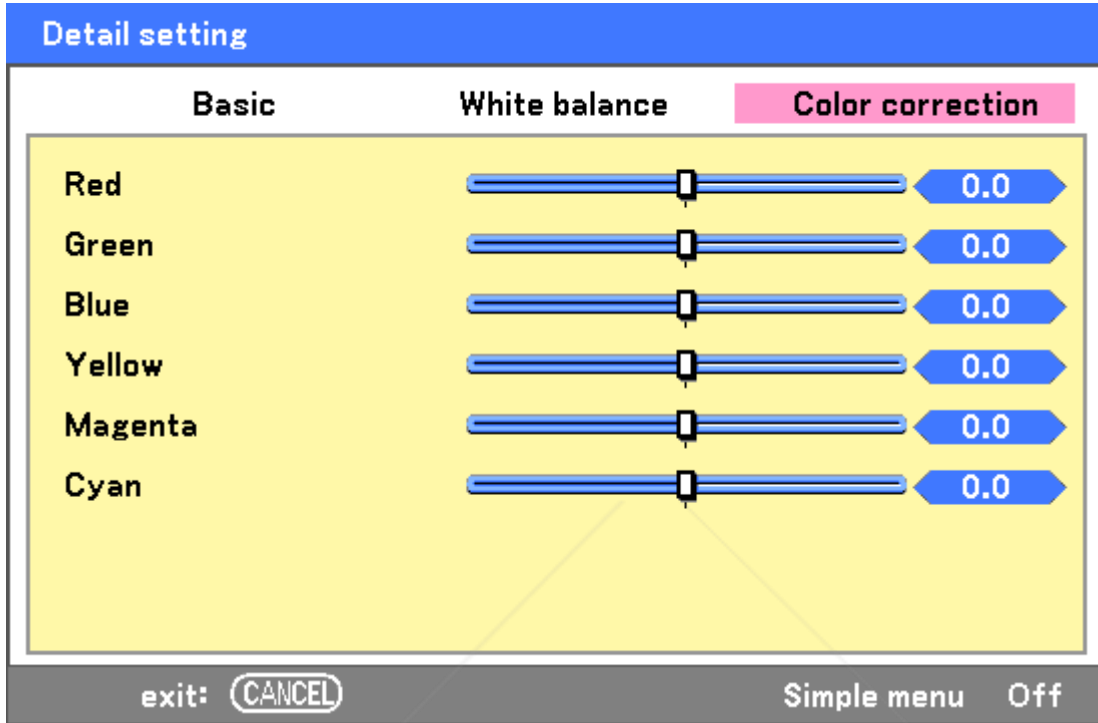 Detail setting
Basic White balance Color correction
Red 0.0
Green 0.0
Blue 0.0
Yellow 0.0
Magenta 0.0
Cyan 0.0
exit: CANCEL Simple menu Off